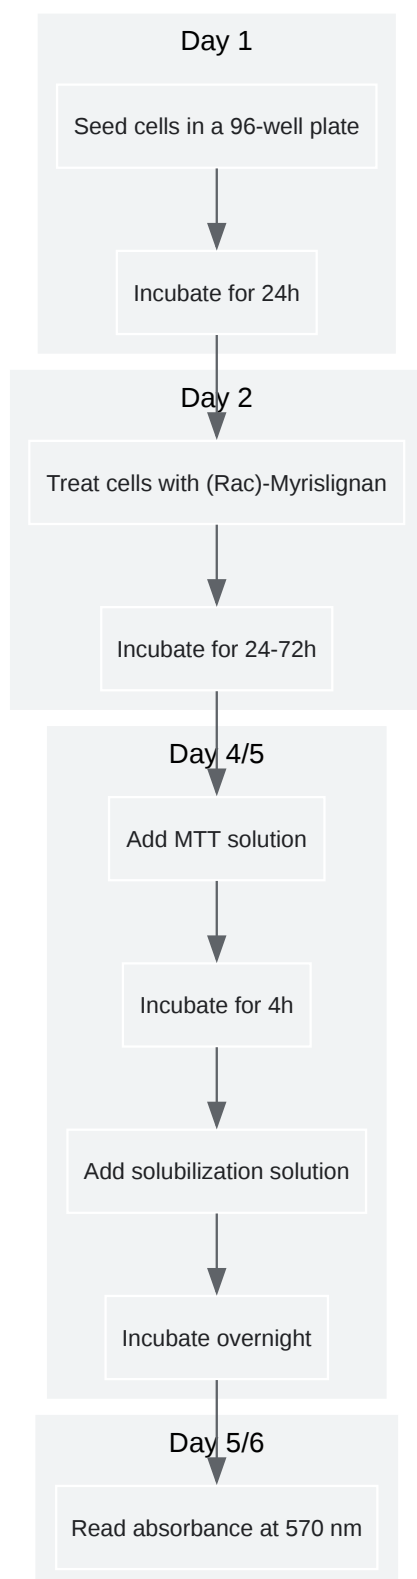 Day 1
Seed cells in a 96-well plate
Incubate for 24h
Day 2
Treat cells with (Rac)-Myrislignan
Incubate for 24-72h
Day 4/5
Add MTT solution
Incubate for 4h
Add solubilization solution
Incubate overnight
Day 5/6
Read absorbance at 570 nm